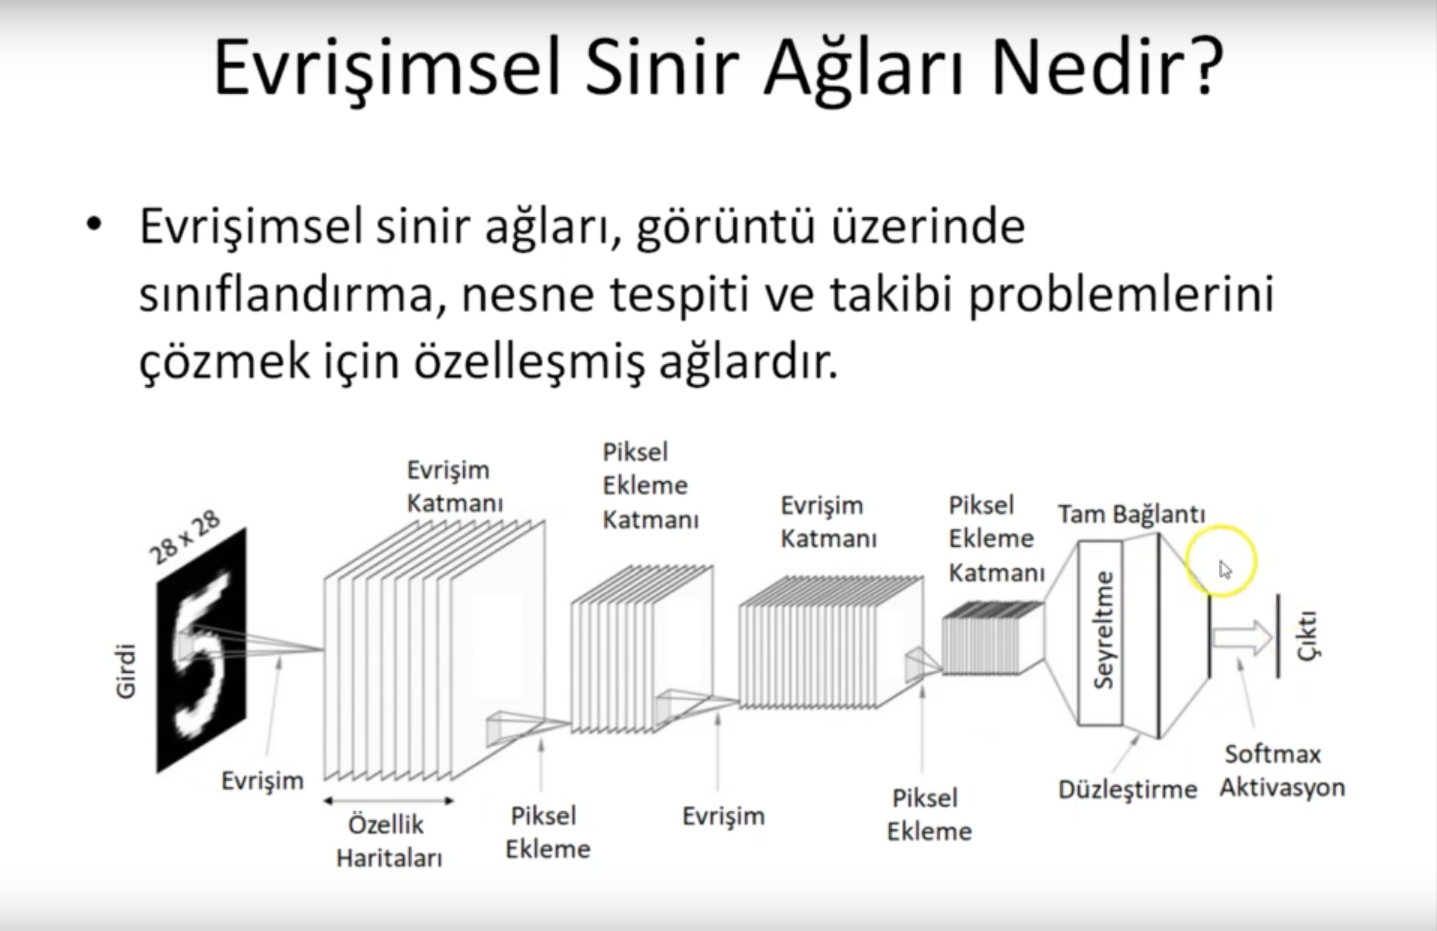 Evrişimsel Sinir Ağları Nedir?
• Evrişimsel sinir ağları, görüntü üzerinde
sınıflandırma, nesne tespiti ve takibi problemlerini
çözmek için özelleşmiş ağlardır.
Girdi
28 x 28
Evrişim
Evrişim
Katmanı
Özellik
Haritaları
Piksel
Ekleme
Piksel
Ekleme
Katmanı
Evrişim
Evrişim
Katmanı
Piksel
Ekleme
Piksel
Ekleme
Katmanı
Tam Bağlantı
Seyreltme
Düzleştirme
Softmax
Aktivasyon
Çıktı